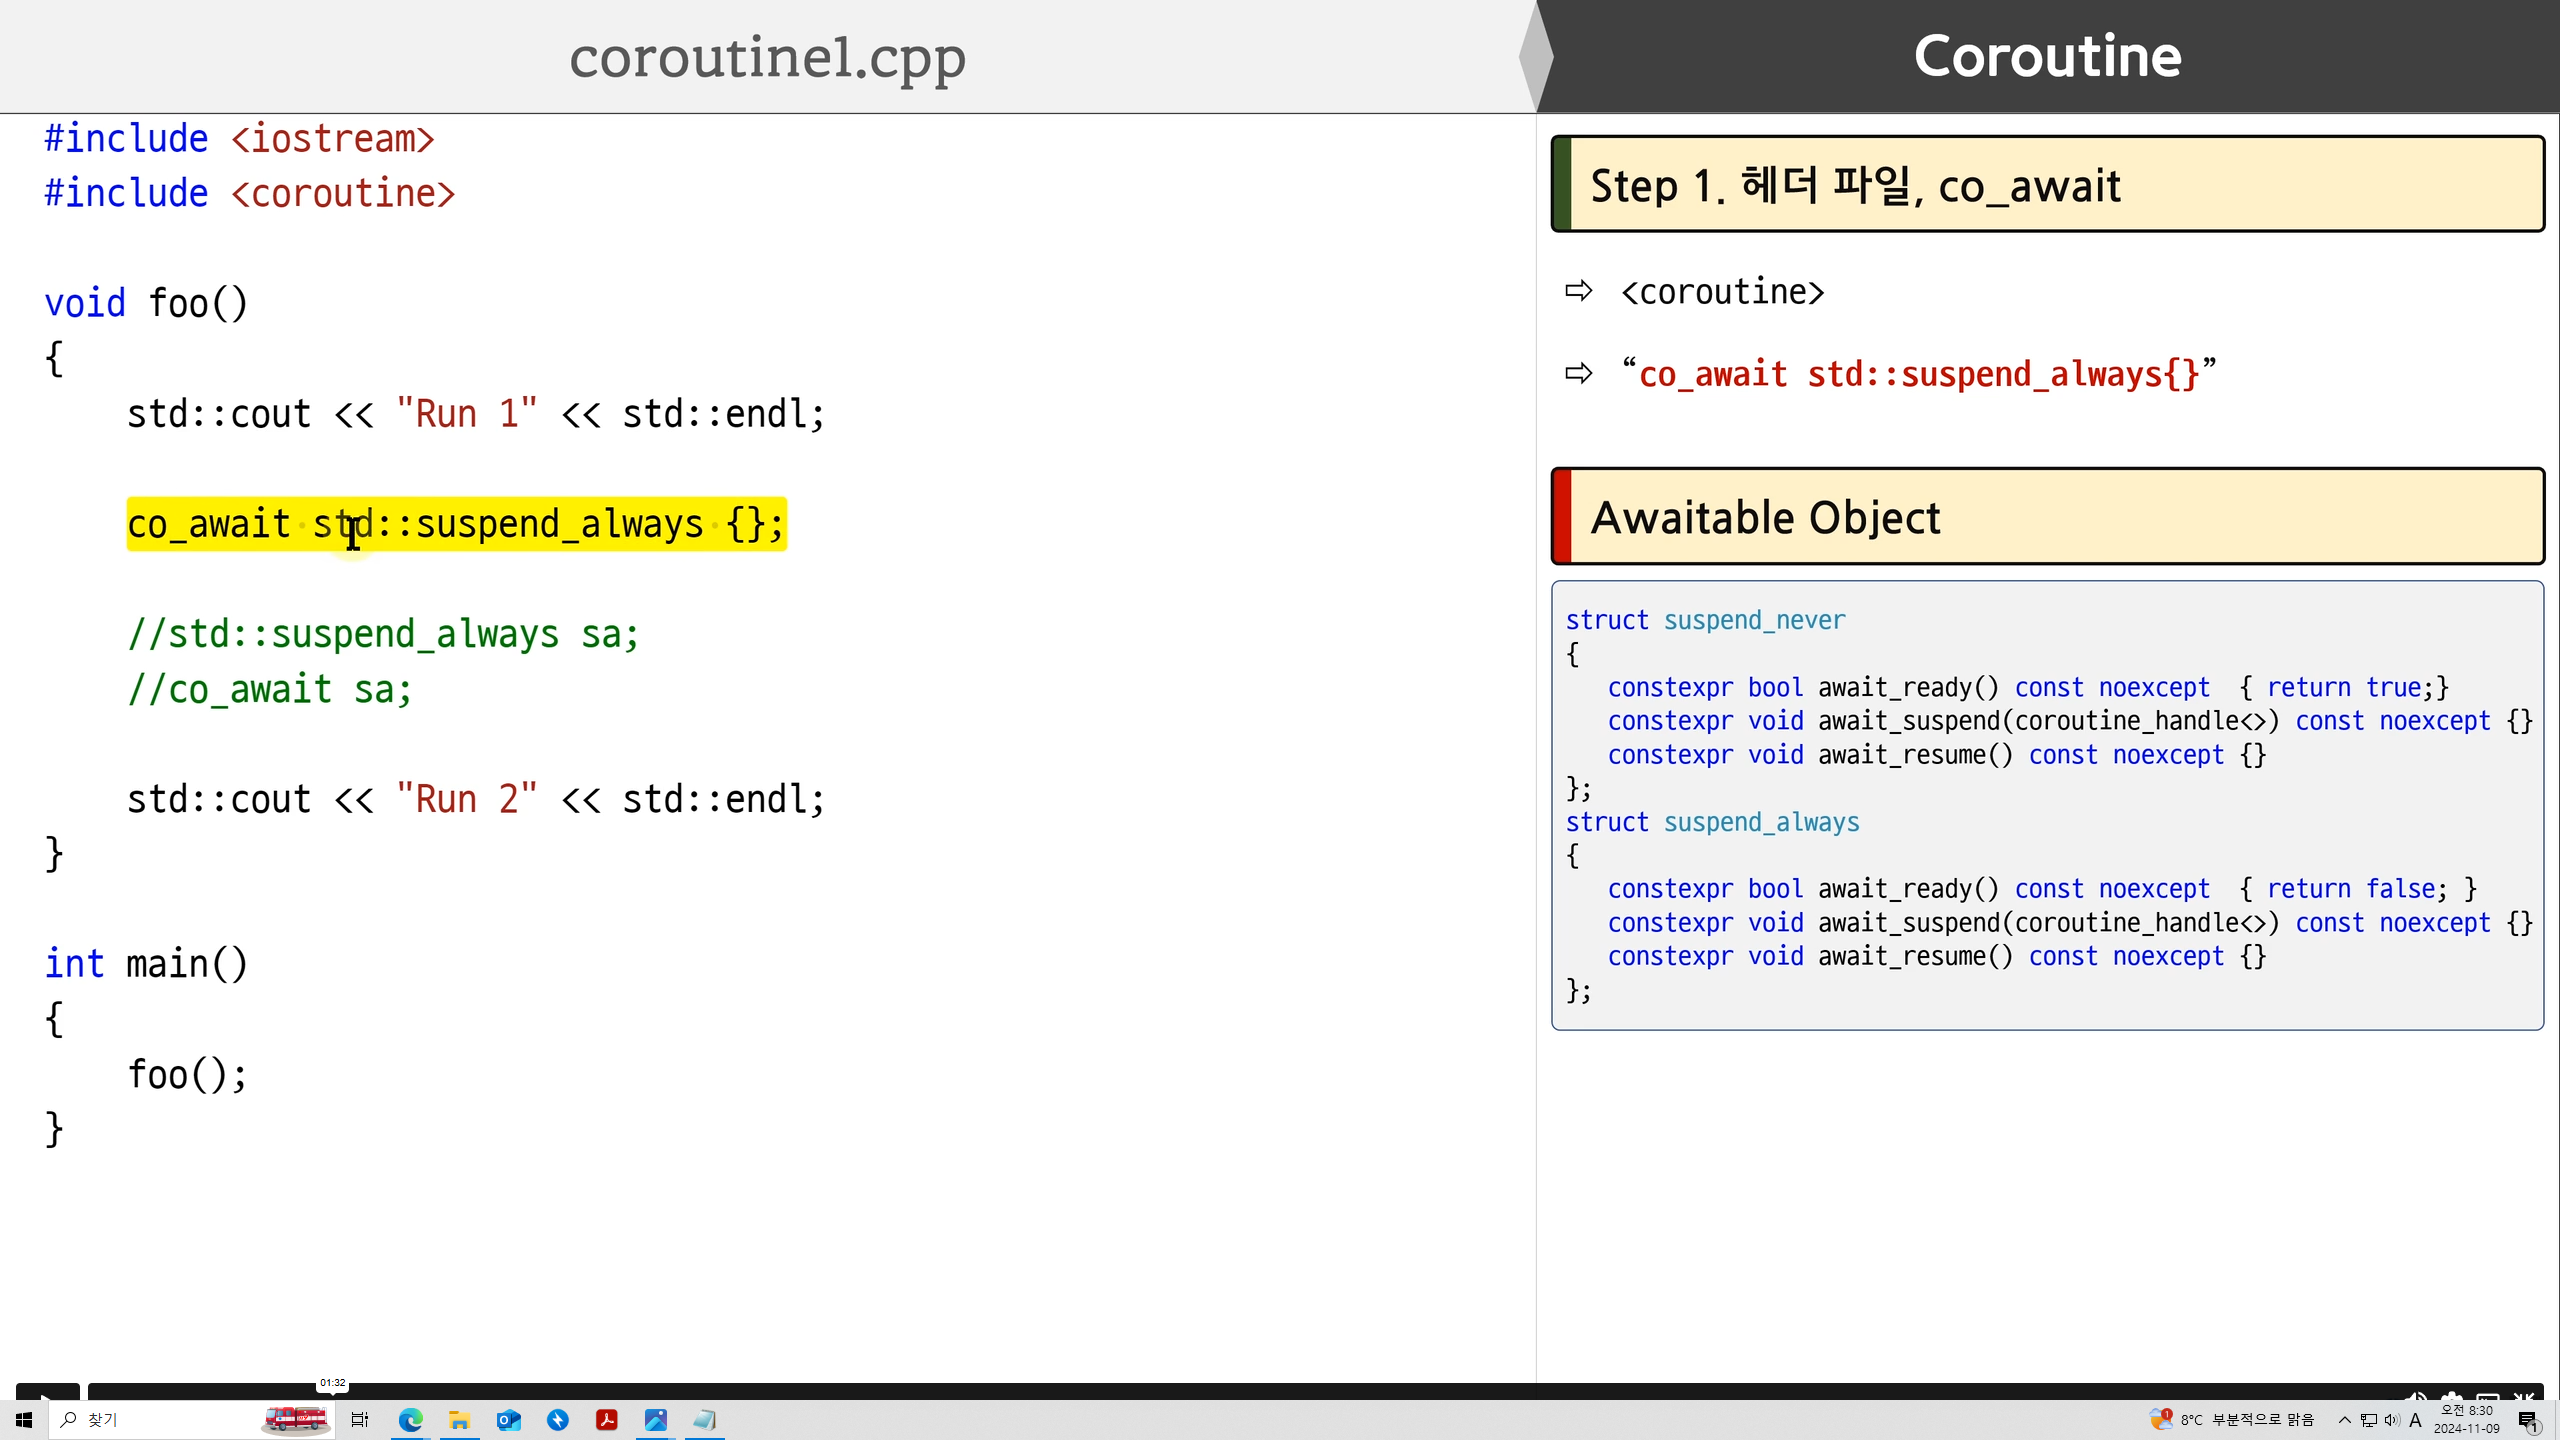 coroutine1.cpp
#include <iostream>
#include <coroutine>
void foo()
{
    std::cout << "Run 1" << std::endl;
    co_await std::suspend_always {};
    //std::suspend_always sa;
    //co_await sa;
    std::cout << "Run 2" << std::endl;
}
int main()
{
    foo();
}
Coroutine
Step 1. 헤더 파일, co_await
⇨ <coroutine>
⇨ “co_await std::suspend_always{}”
Awaitable Object
struct suspend_never
{
   constexpr bool await_ready() const noexcept  { return true;}
   constexpr void await_suspend(coroutine_handle<>) const noexcept {}
   constexpr void await_resume() const noexcept {}
};
struct suspend_always
{
   constexpr bool await_ready() const noexcept  { return false; }
   constexpr void await_suspend(coroutine_handle<>) const noexcept {}
   constexpr void await_resume() const noexcept {}
};
01:32
찾기
1
8°C 부분적으로 맑음
A
오전 8:30
2024-11-09
1